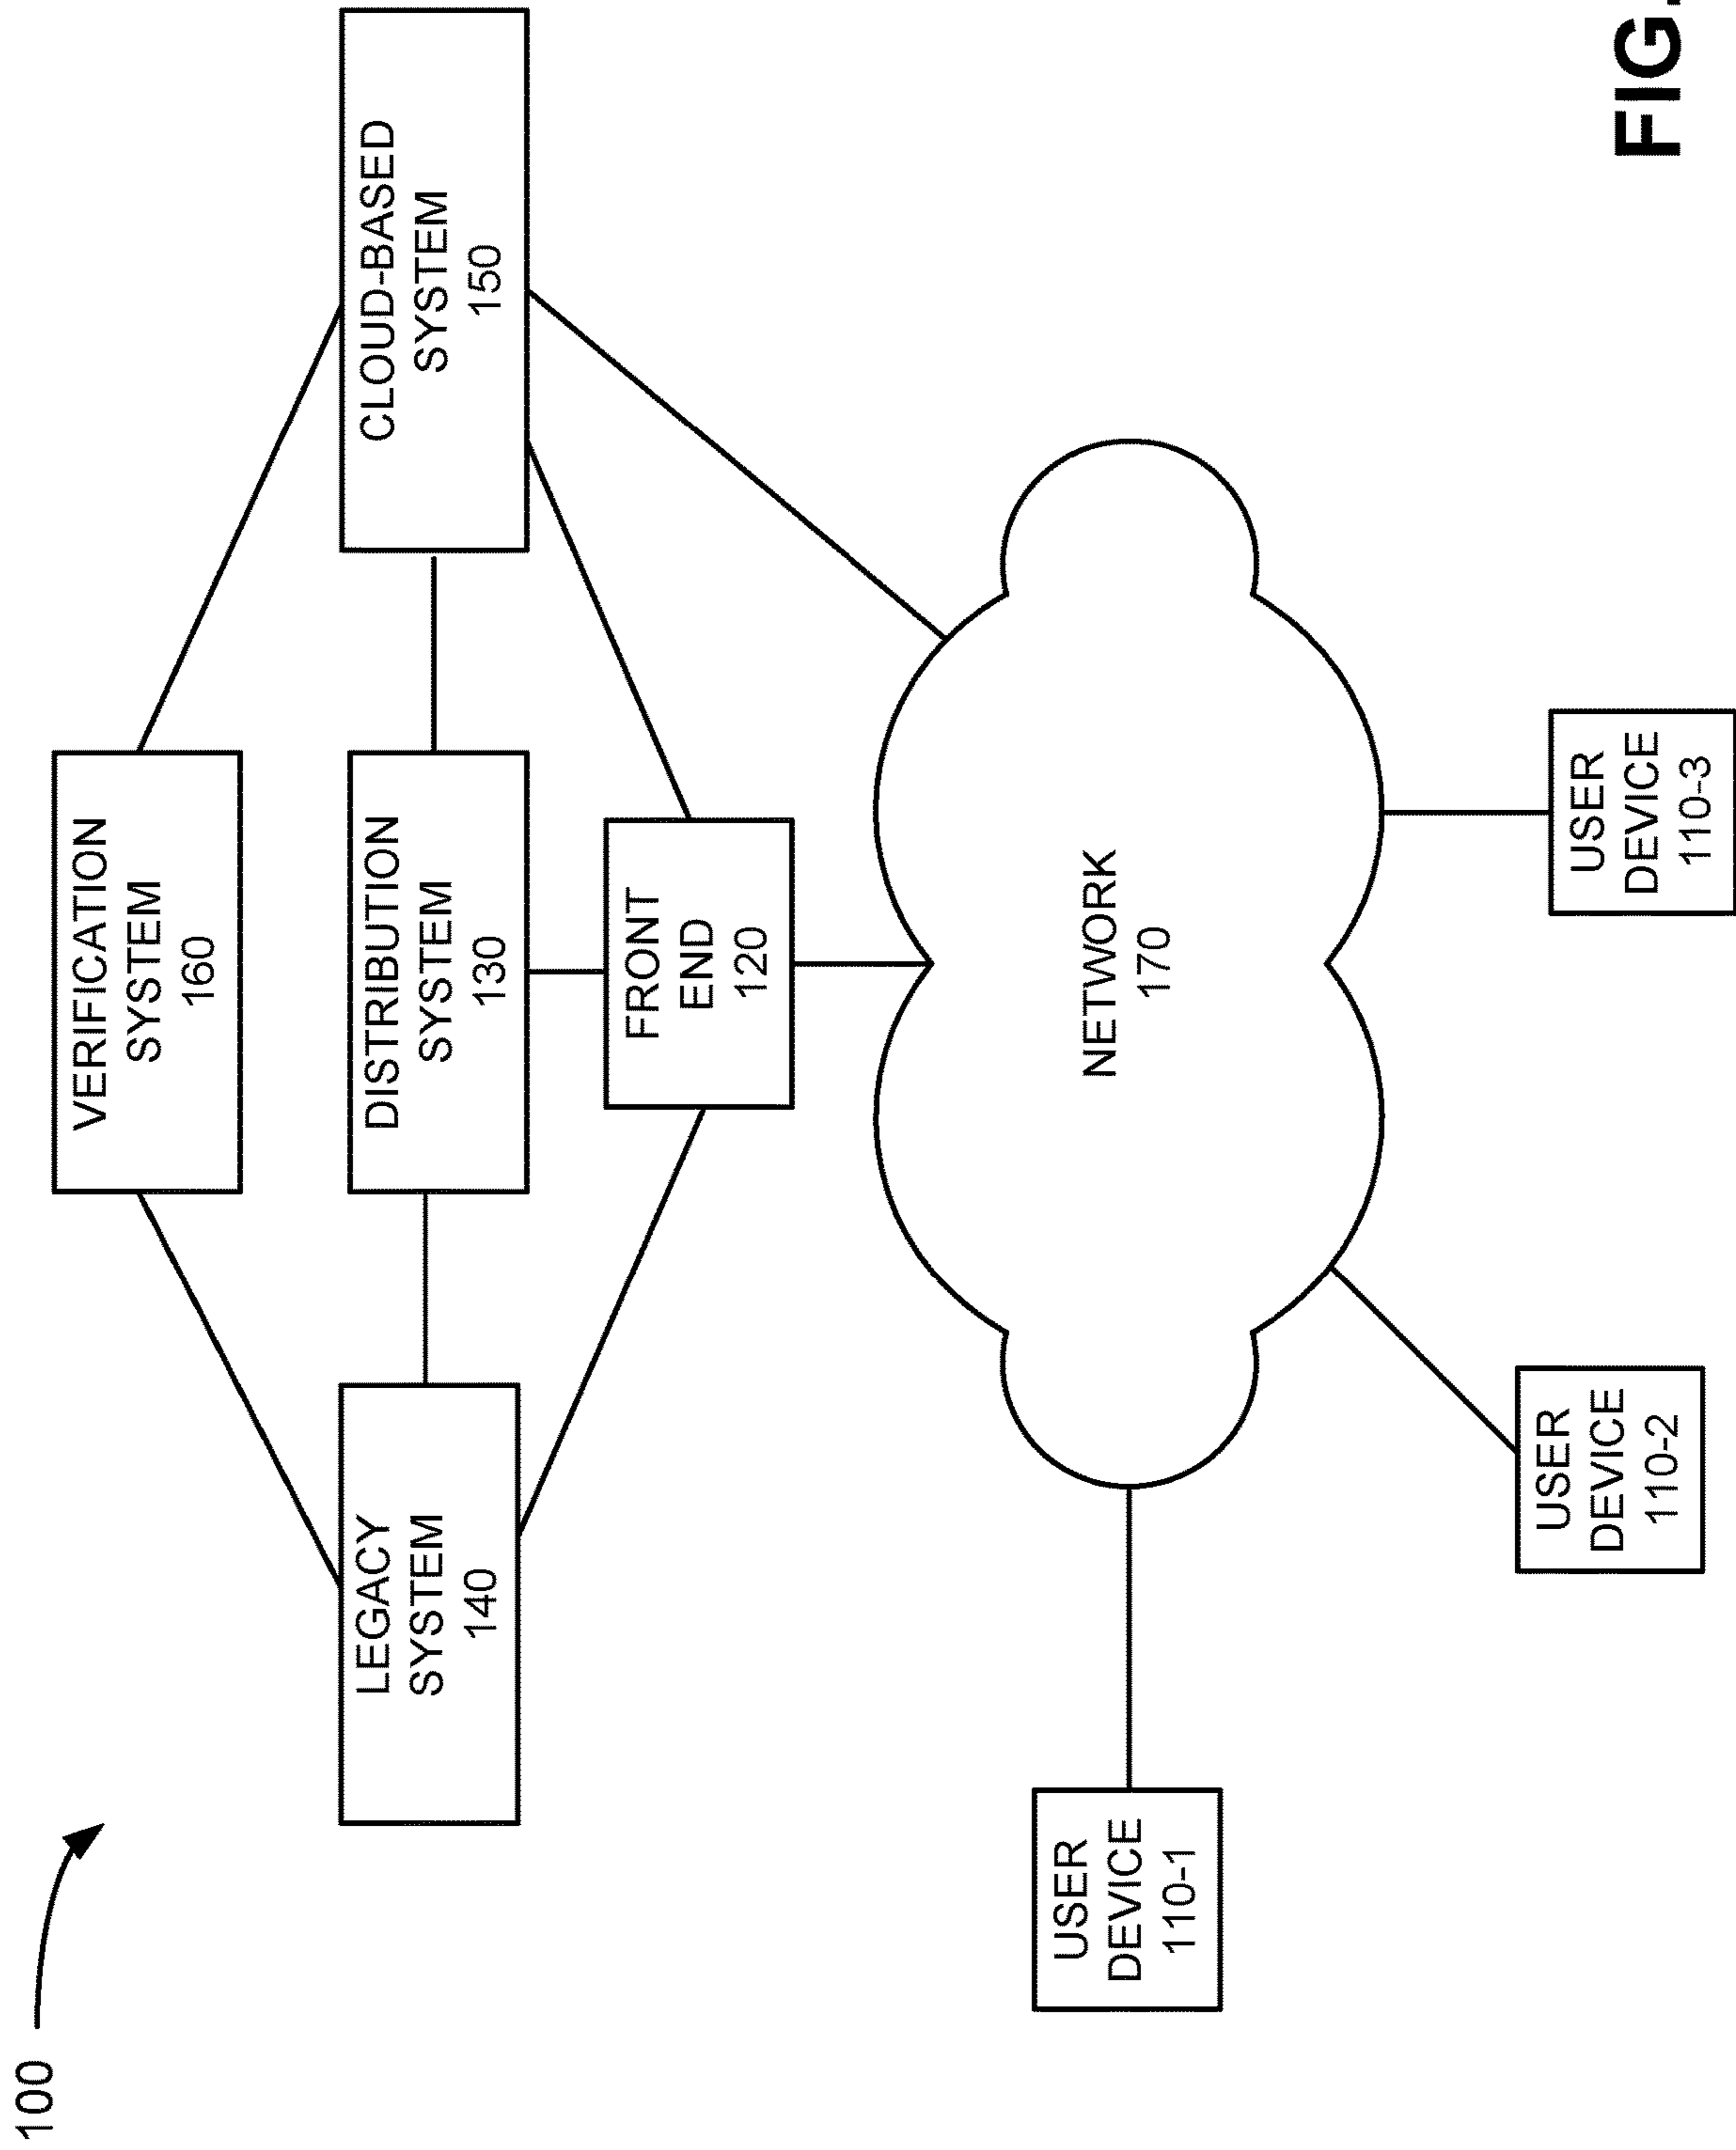 100
VERIFICATION
SYSTEM
160
LEGACY
SYSTEM
140
DISTRIBUTION
SYSTEM
130
CLOUD-BASED
SYSTEM
150
FRONT
END
120
NETWORK
170
USER
DEVICE
110-1
USER
DEVICE
110-2
USER
DEVICE
110-3
FIG.